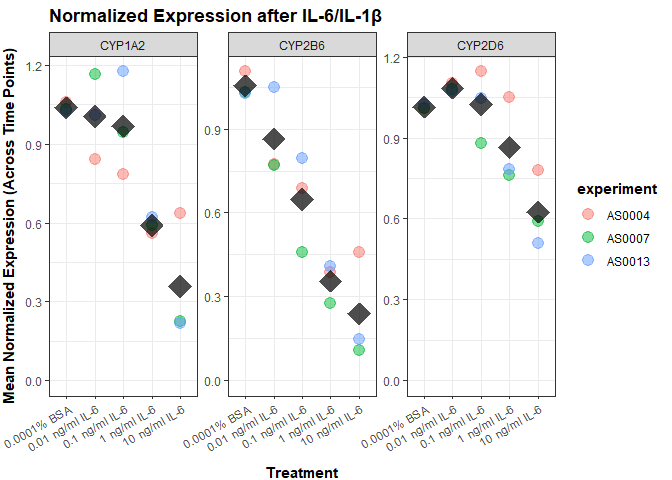 Normalized Expression after IL-6/IL-1β
CYP1A2
CYP2B6
CYP2D6
Mean Normalized Expression (Across Time Points)
1.2
0.9
0.6
0.3
0.0
0.9
0.6
0.3
0.0
1.2
0.9
0.6
0.3
0.0
0.0001% BSA
0.01 ng/ml IL-6
0.1 ng/ml IL-6
1 ng/ml IL-6
10 ng/ml IL-6
0.0001% BSA
0.01 ng/ml IL-6
0.1 ng/ml IL-6
1 ng/ml IL-6
10 ng/ml IL-6
0.0001% BSA
0.01 ng/ml IL-6
0.1 ng/ml IL-6
1 ng/ml IL-6
10 ng/ml IL-6
Treatment
experiment
AS0004
AS0007
AS0013